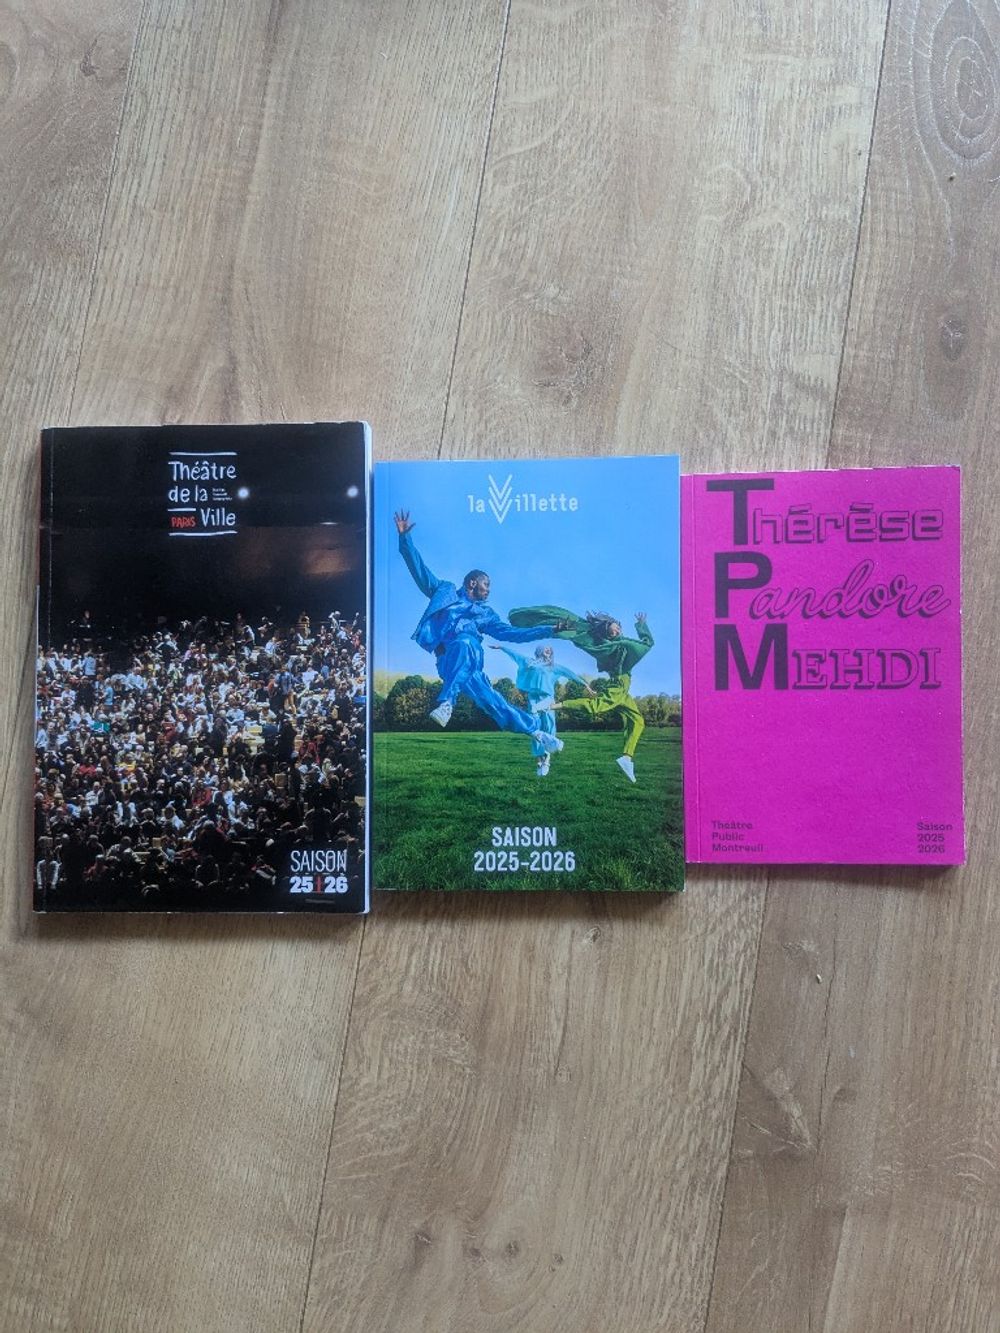 Théâtre
de la
PARIS Ville
SAISON
25 | 26
la Villette
SAISON
2025-2026
Thérèse
Pandore
MEHDI
Théâtre
Public
Montreuil
Saison
2025
2026